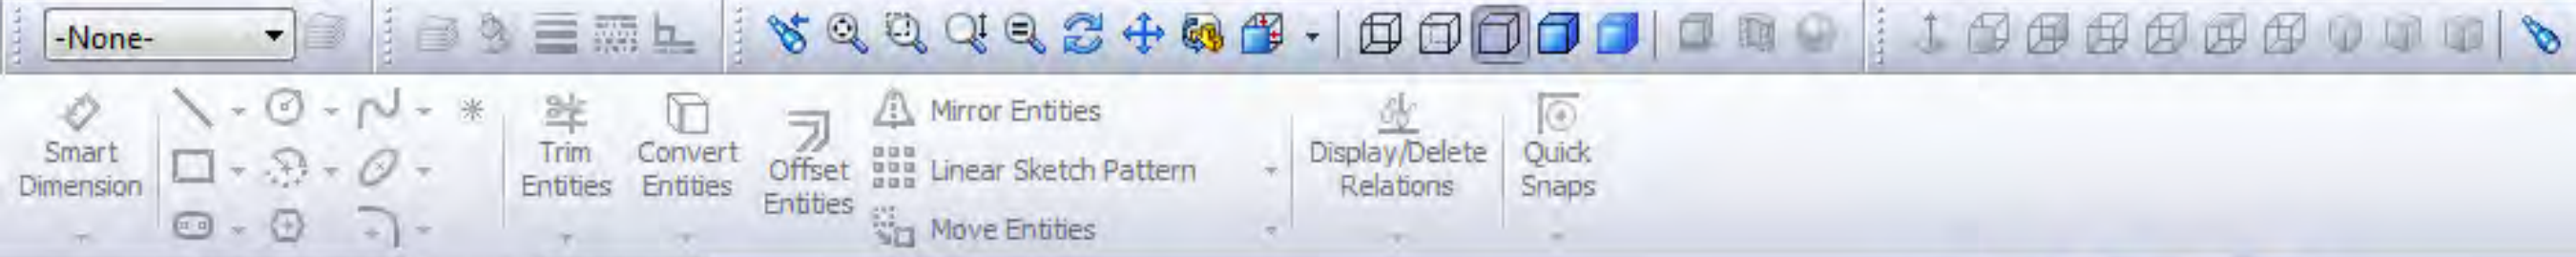 -None-
Smart
Dimension
Trim
Entities
Convert
Entities
Offset
Entities
Mirror Entities
Linear Sketch Pattern
Move Entities
Display/Delete
Relations
Quick
Snaps